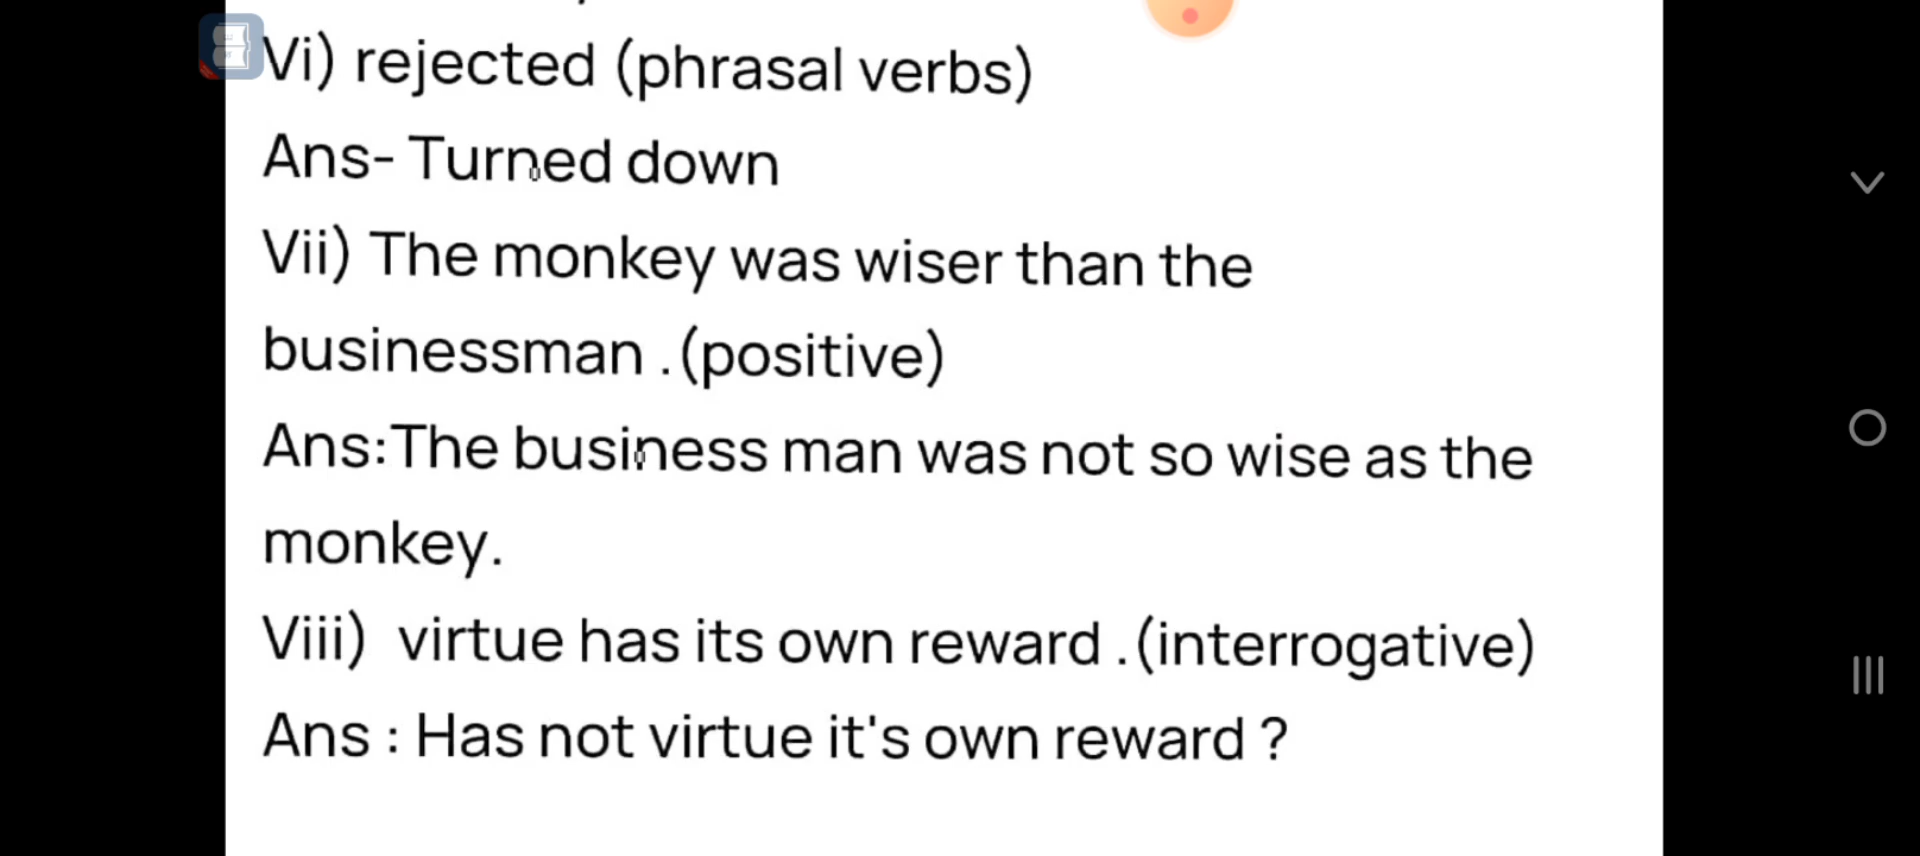 Vi) rejected (phrasal verbs)
Ans- Turned down
Vii) The monkey was wiser than the
businessman .(positive)
Ans:The business man was not so wise as the
monkey.
Viii)  virtue has its own reward .(interrogative)
Ans : Has not virtue it's own reward ?